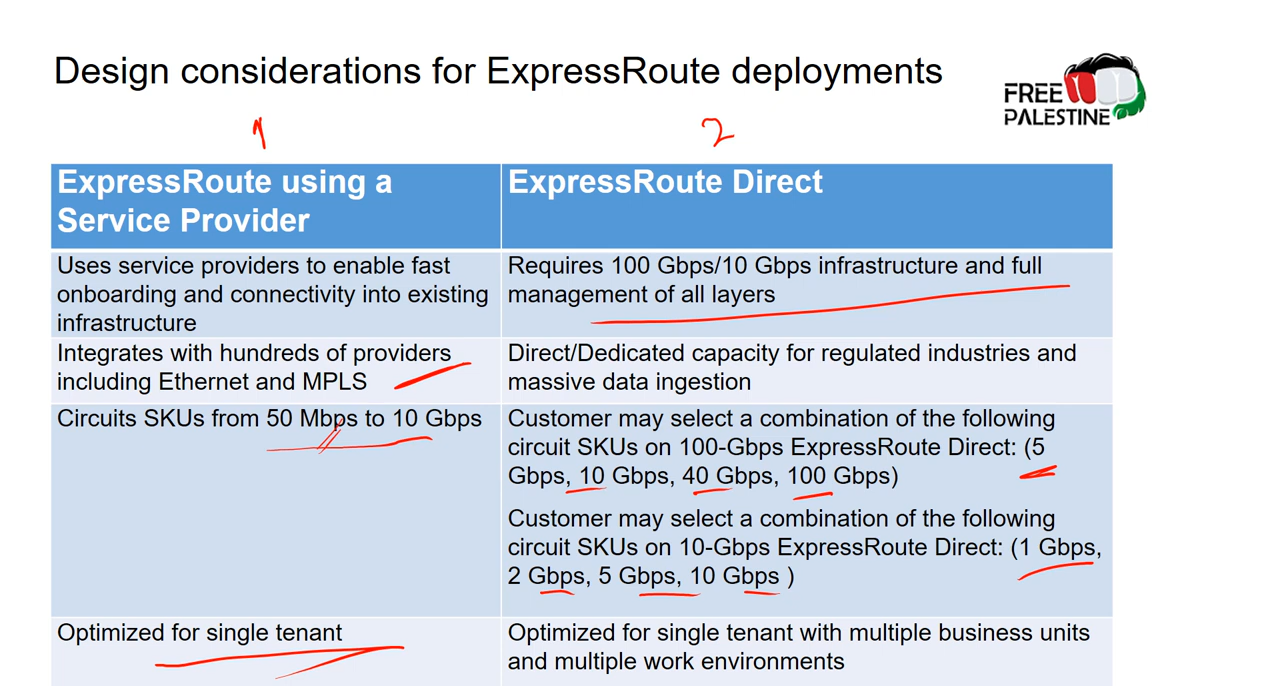 Design considerations for ExpressRoute deployments
FREE
PALESTINE
1
2
ExpressRoute using a
Service Provider
ExpressRoute Direct
Uses service providers to enable fast
onboarding and connectivity into existing
infrastructure
Requires 100 Gbps/10 Gbps infrastructure and full
management of all layers
Integrates with hundreds of providers
including Ethernet and MPLS
Direct/Dedicated capacity for regulated industries and
massive data ingestion
Circuits SKUs from 50 Mbps to 10 Gbps
Customer may select a combination of the following
circuit SKUs on 100-Gbps ExpressRoute Direct: (5
Gbps, 10 Gbps, 40 Gbps, 100 Gbps)
Customer may select a combination of the following
circuit SKUs on 10-Gbps ExpressRoute Direct: (1 Gbps,
2 Gbps, 5 Gbps, 10 Gbps )
Optimized for single tenant
Optimized for single tenant with multiple business units
and multiple work environments